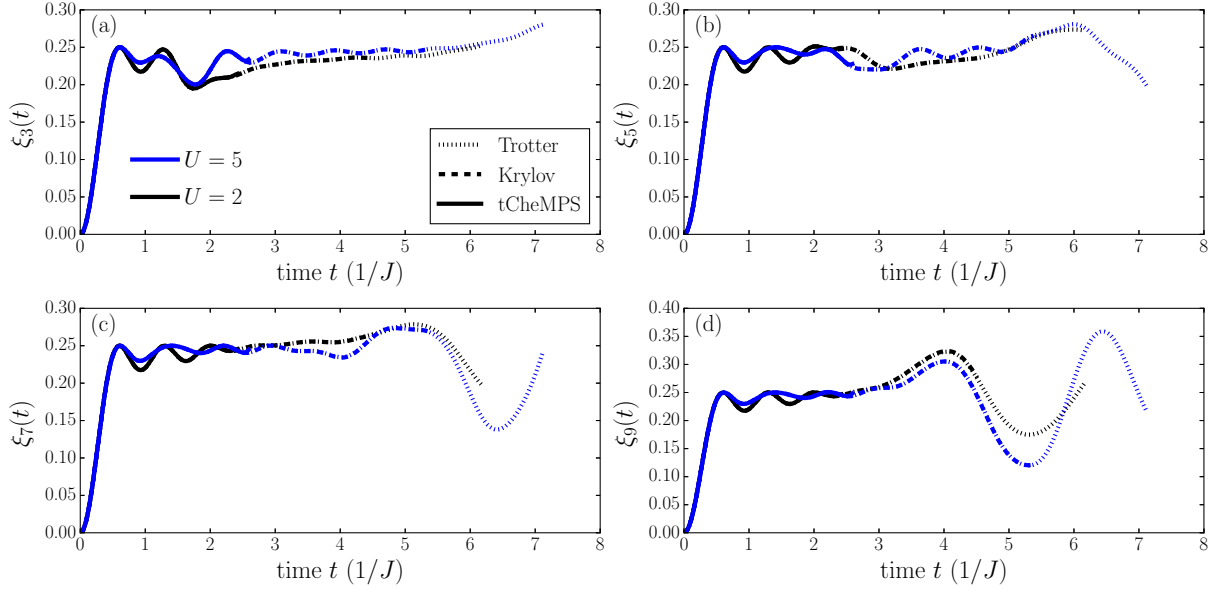 (a)
0.30
0.25
0.20
0.15
0.10
0.05
0.00
ξ₃(t)
U = 5
U = 2
Trotter
Krylov
tCheMPS
0 1 2 3 4 5 6 7 8
time t (1/J)
(b)
0.30
0.25
0.20
0.15
0.10
0.05
0.00
ξ₅(t)
0 1 2 3 4 5 6 7 8
time t (1/J)
(c)
0.30
0.25
0.20
0.15
0.10
0.05
0.00
ξ₇(t)
0 1 2 3 4 5 6 7 8
time t (1/J)
(d)
0.40
0.35
0.30
0.25
0.20
0.15
0.10
0.05
0.00
ξ₉(t)
0 1 2 3 4 5 6 7 8
time t (1/J)